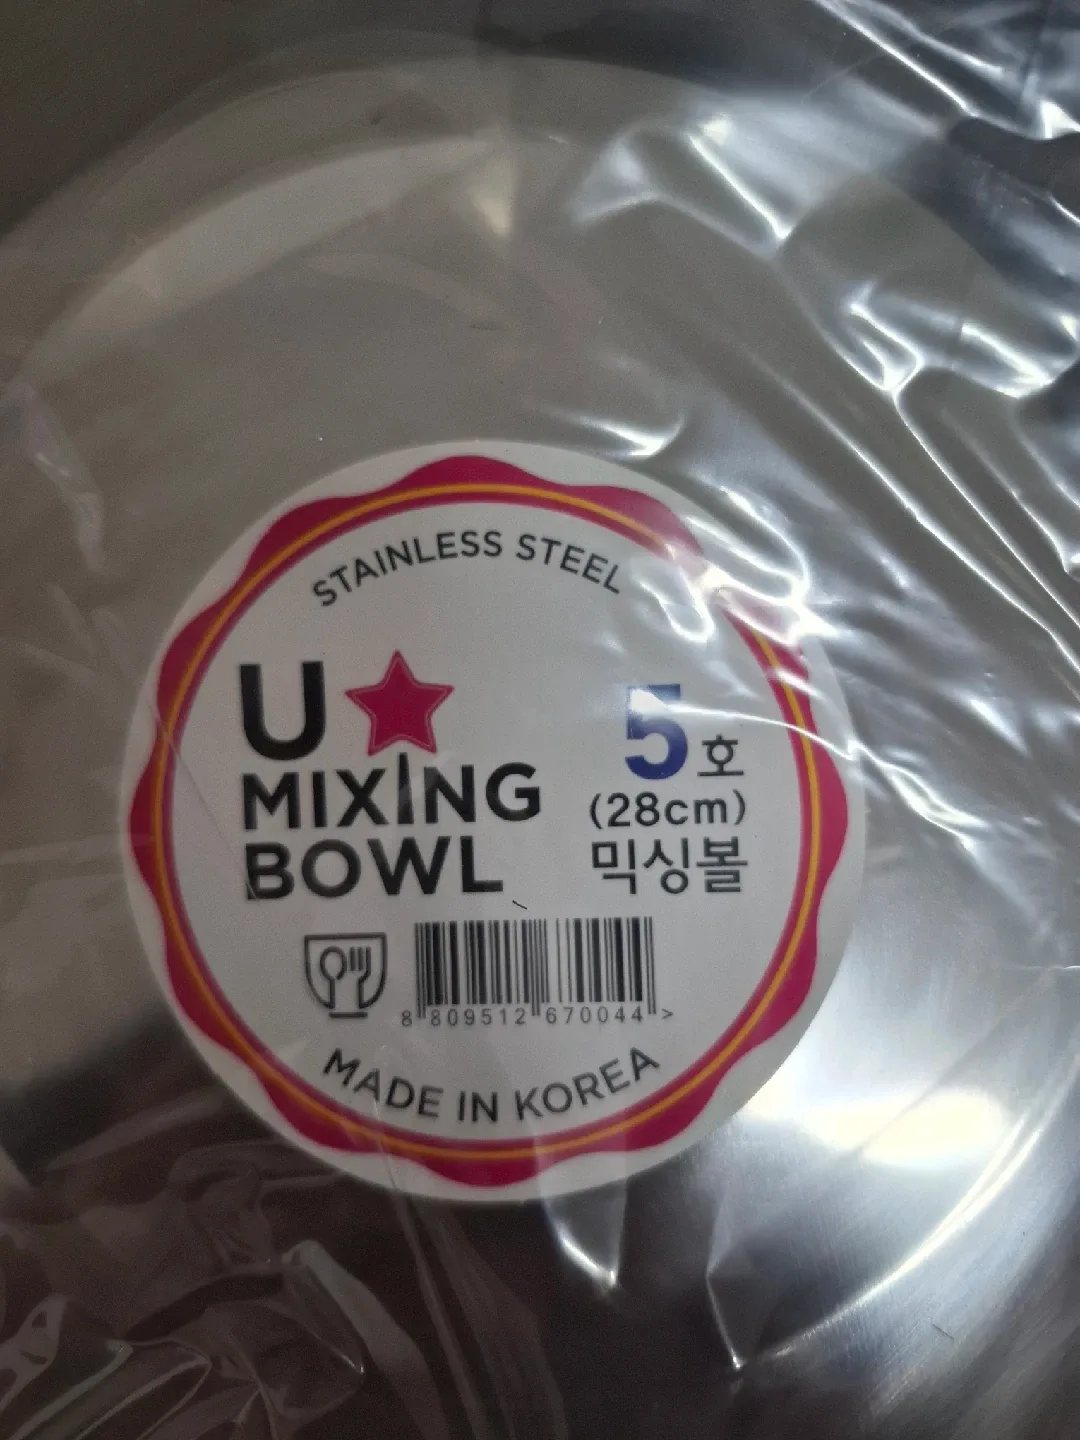 STAINLESS STEEL
U
MIXING
BOWL
5호
(28cm)
믹싱볼
8 809512 670044 >
MADE IN KOREA